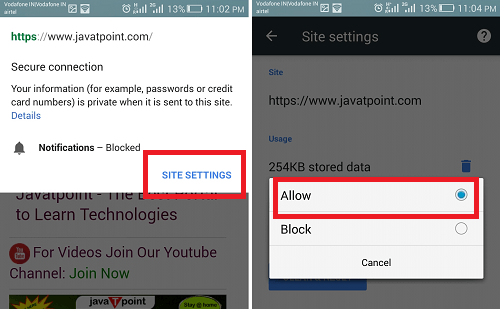 Vodafone IN|Vodafone IN
airtel
13% 11:02 PM
https://www.javatpoint.com/
Secure connection
Your information (for example, passwords or credit
card numbers) is private when it is sent to this site.
Details
Notifications – Blocked
SITE SETTINGS
Javatpoint - The Best Portal
to Learn Technologies
You
For Videos Join Our Youtube
Channel: Join Now
javaTpoint
Stay @ home
Vodafone IN|Vodafone IN
airtel
13% 11:04 PM
Site settings
Site
https://www.javatpoint.com
Usage
254KB stored data
Allow
Block
Cancel